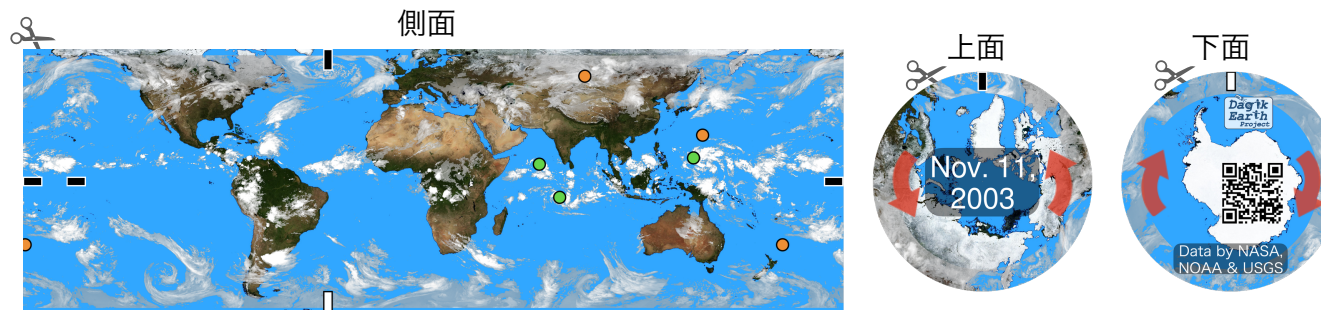 側面
上面
下面
Nov. 11,
2003
Dagik
Earth
Project
Data by NASA,
NOAA & USGS